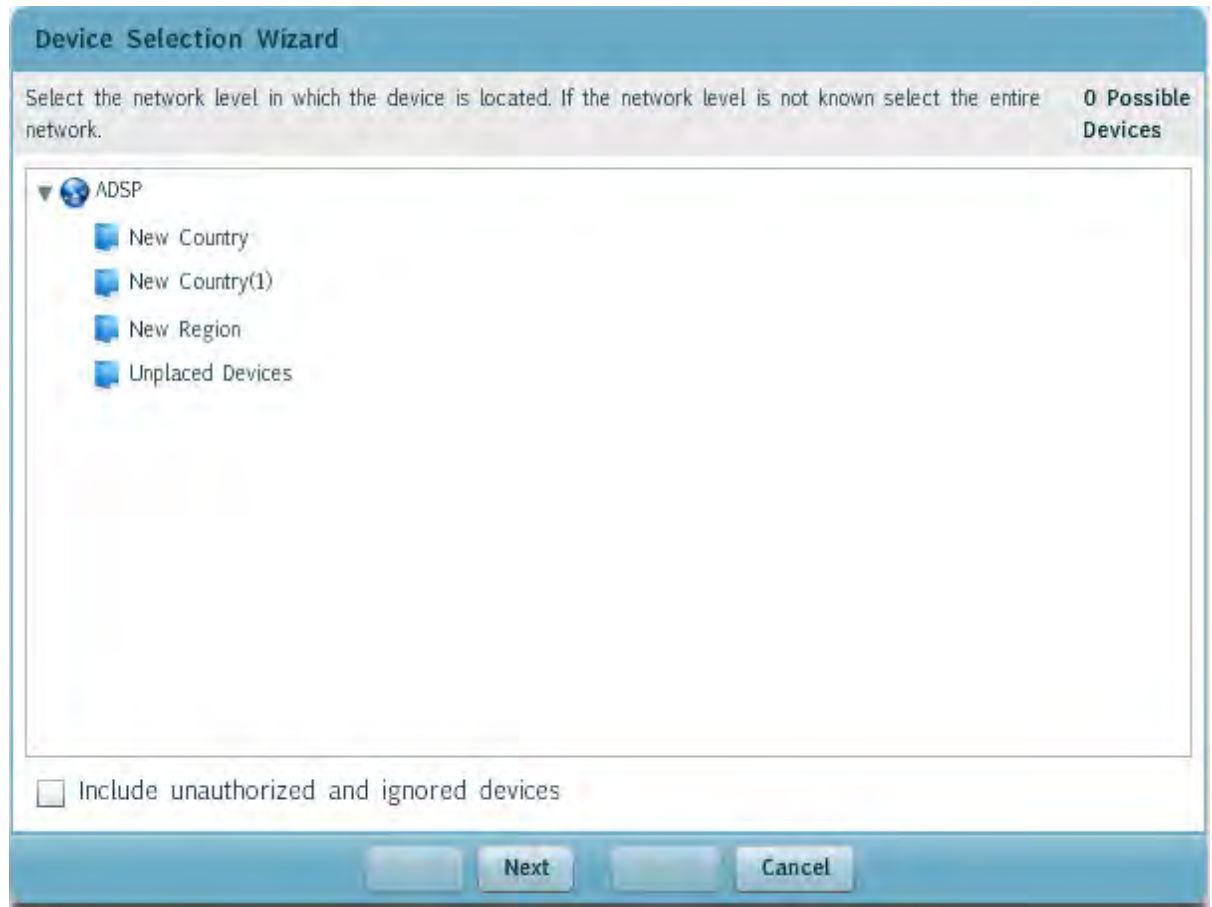 Device Selection Wizard
Select the network level in which the device is located. If the network level is not known select the entire
network.
0 Possible
Devices
ADSP
New Country
New Country(1)
New Region
Unplaced Devices
Include unauthorized and ignored devices
Next
Cancel